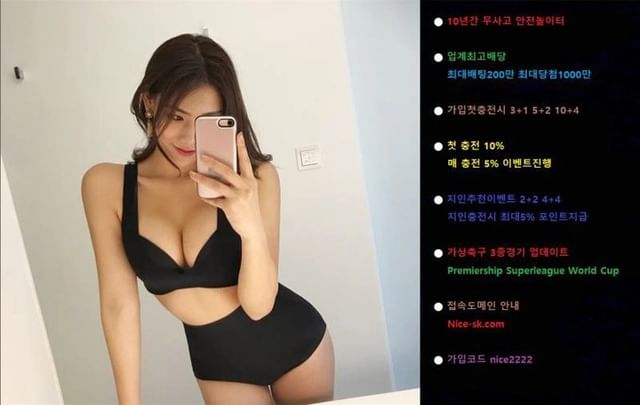 10년간 무사고 안전놀이터
업계최고배당
최대배팅200만 최대당첨1000만
가입첫충전시 3+1 5+2 10+4
첫 충전 10%
매 충전 5% 이벤트진행
지인추천이벤트 2+2 4+4
지인충전시 최대5% 포인트지급
가상축구 3종경기 업데이트
Premiership Superleague World Cup
접속도메인 안내
Nice-sk.com
가입코드 nice2222